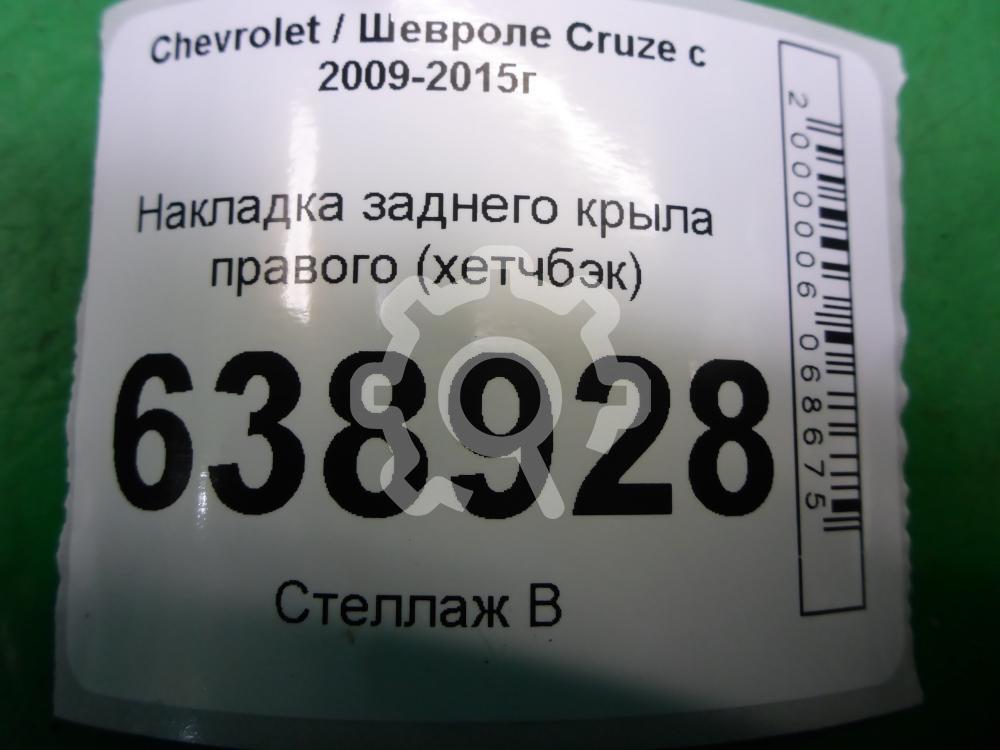 Chevrolet / Шевроле Cruze с
2009-2015г
Накладка заднего крыла
правого (хетчбэк)
638928
Стеллаж В
2000006068675